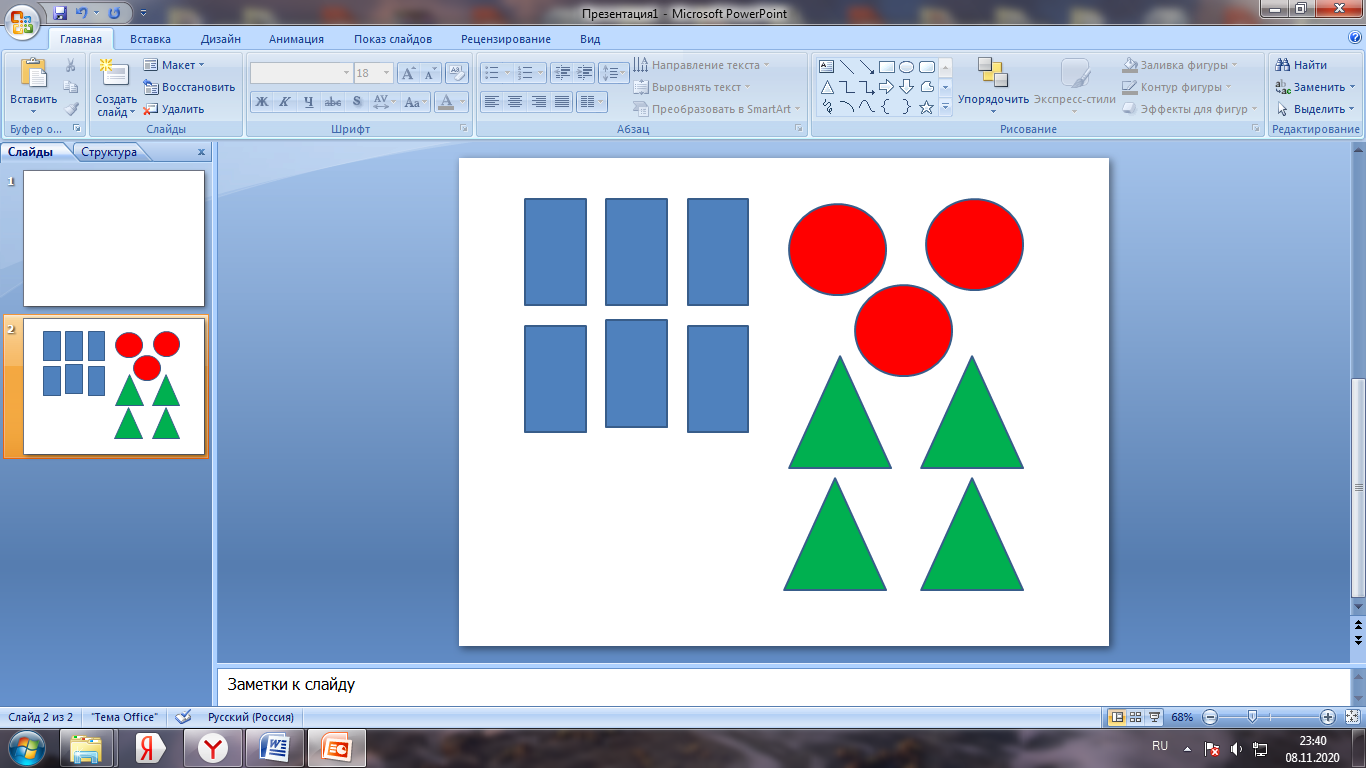 Презентация1 - Microsoft PowerPoint
Главная Вставка Дизайн Анимация Показ слайдов Рецензирование Вид
Вставить
Буфер о...
Создать слайд
Макет
Восстановить
Удалить
Слайды
18
Ж К Ч abc S AV Aa А
Шрифт
Направление текста
Выровнять текст
Преобразовать в SmartArt
Абзац
Упорядочить
Экспресс-стили
Заливка фигуры
Контур фигуры
Эффекты для фигур
Рисование
Найти
Заменить
Выделить
Редактирование
Слайды Структура x
1
2
Заметки к слайду
Слайд 2 из 2 "Тема Office" Русский (Россия) 68%
RU 23:40
08.11.2020